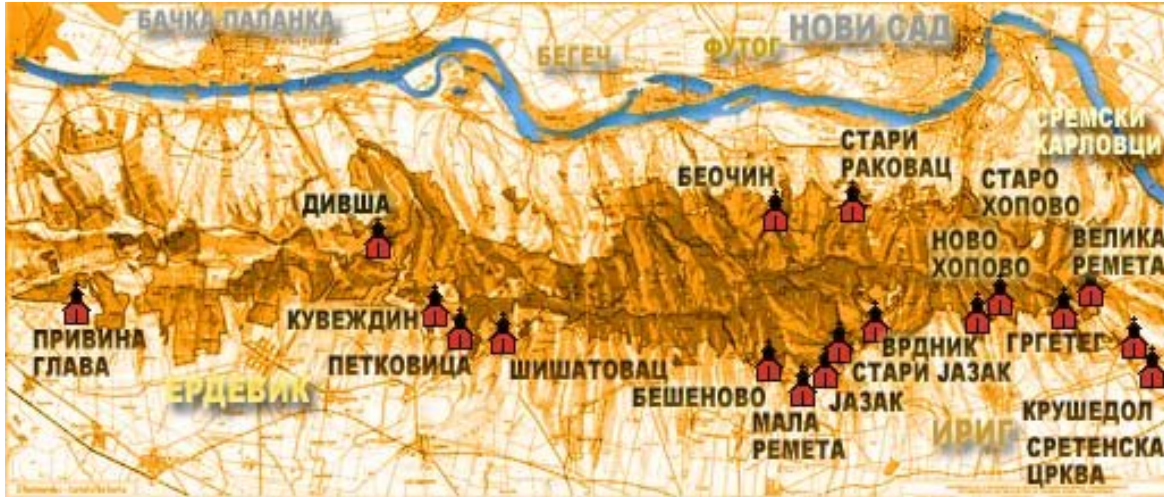 БАЧКА ПАЛАНКА
НОВИ САД
БЕГЕЧ
ФУТОГ
СРЕМСКИ
КАРЛОВЦИ
СТАРИ
РАКОВАЦ
БЕОЧИН
СТАРО
ХОПОВО
ДИВША
НОВО
ХОПОВО
ВЕЛИКА
РЕМЕТА
КУВЕЖДИН
ПРИВИНА
ГЛАВА
ПЕТКОВИЦА
ШИШАТОВАЦ
ВРДНИК
ГРГЕТЕГ
СТАРИ ЈАЗАК
ЕРДЕВИК
БЕШЕНОВО
ЈАЗАК
МАЛА
РЕМЕТА
ИРИГ
КРУШЕДОЛ
СРЕТЕНСКА
ЦРКВА